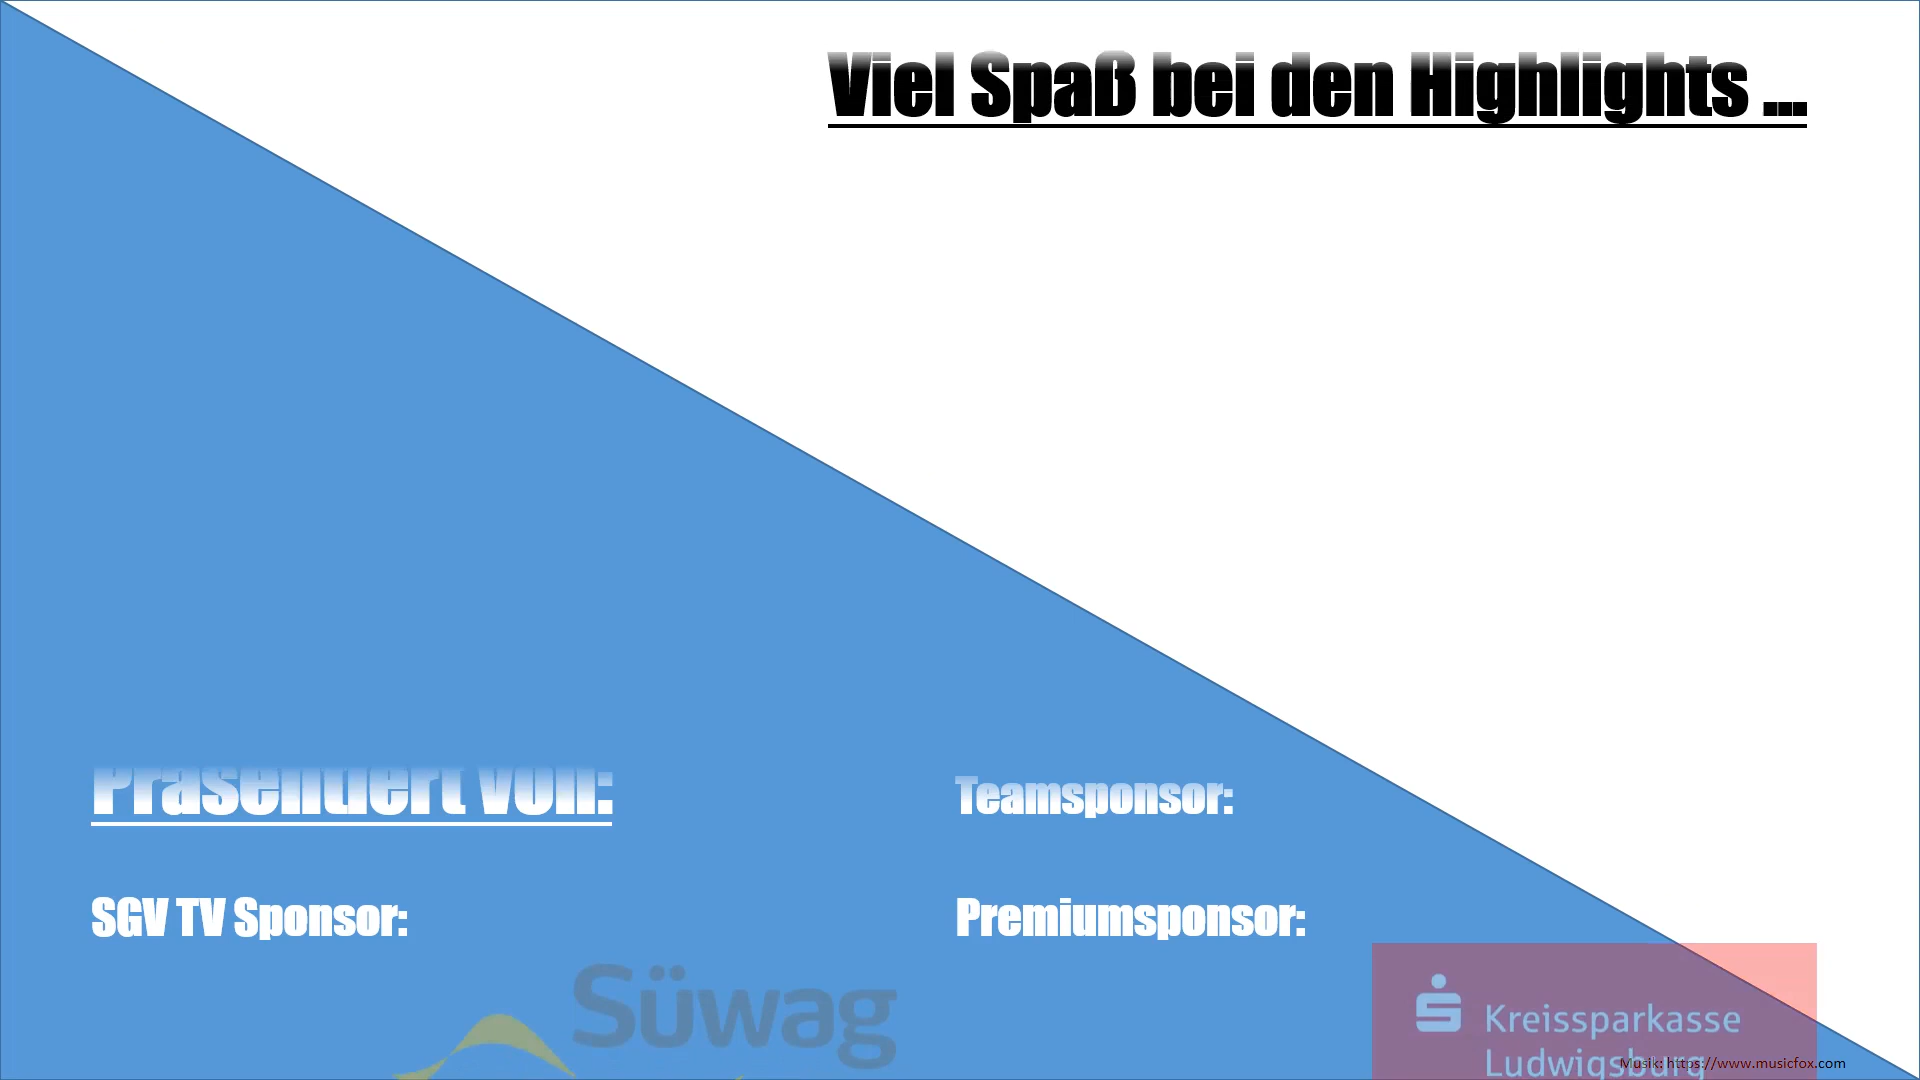 Viel Spaß bei den Highlights ...
Präsentiert von:
Teamsponsor:
SGV TV Sponsor:
Premiumsponsor:
Süwag
Kreissparkasse
Ludwigsburg
Musik: https://www.musicfox.com